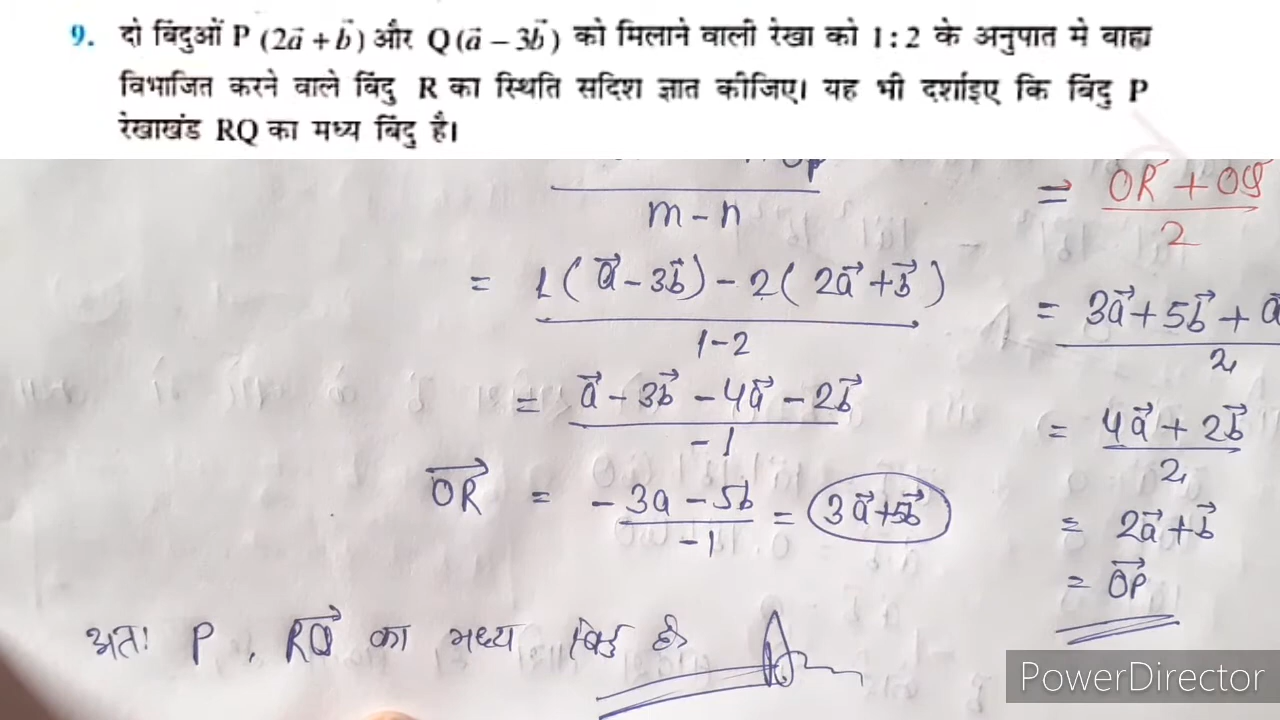 9. दो बिंदुओं P (2a⃗ + b⃗) और Q (a⃗ – 3b⃗) को मिलाने वाली रेखा को 1 : 2 के अनुपात मे बाह्य
विभाजित करने वाले बिंदु R का स्थिति सदिश ज्ञात कीजिए। यह भी दर्शाइए कि बिंदु P
रेखाखंड RQ का मध्य बिंदु है।
m - n
= 1(a⃗ - 3b⃗) - 2(2a⃗ + b⃗)
1-2
= a⃗ - 3b⃗ - 4a⃗ - 2b⃗
-1
OR⃗ = -3a - 5b = 3a⃗+5b⃗
-1
= OR⃗ + OQ⃗
2
= 3a⃗ + 5b⃗ + a⃗
2
= 4a⃗ + 2b⃗
2
= 2a⃗ + b⃗
= OP⃗
अतः P, RQ⃗ का मध्य बिंदु है
PowerDirector